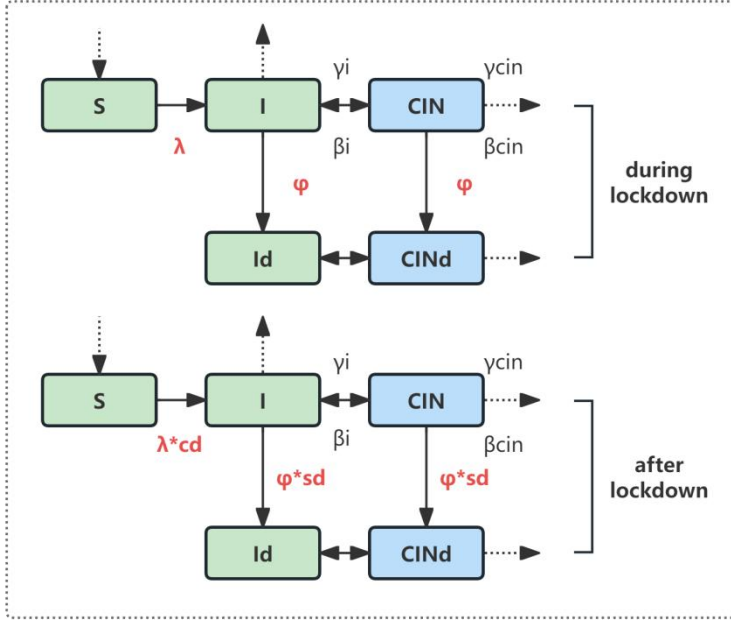 γi
γcin
S
I
CIN
λ
βi
βcin
φ
φ
during
lockdown
Id
CINd
γi
γcin
S
I
CIN
λ*cd
βi
βcin
φ*sd
φ*sd
after
lockdown
Id
CINd